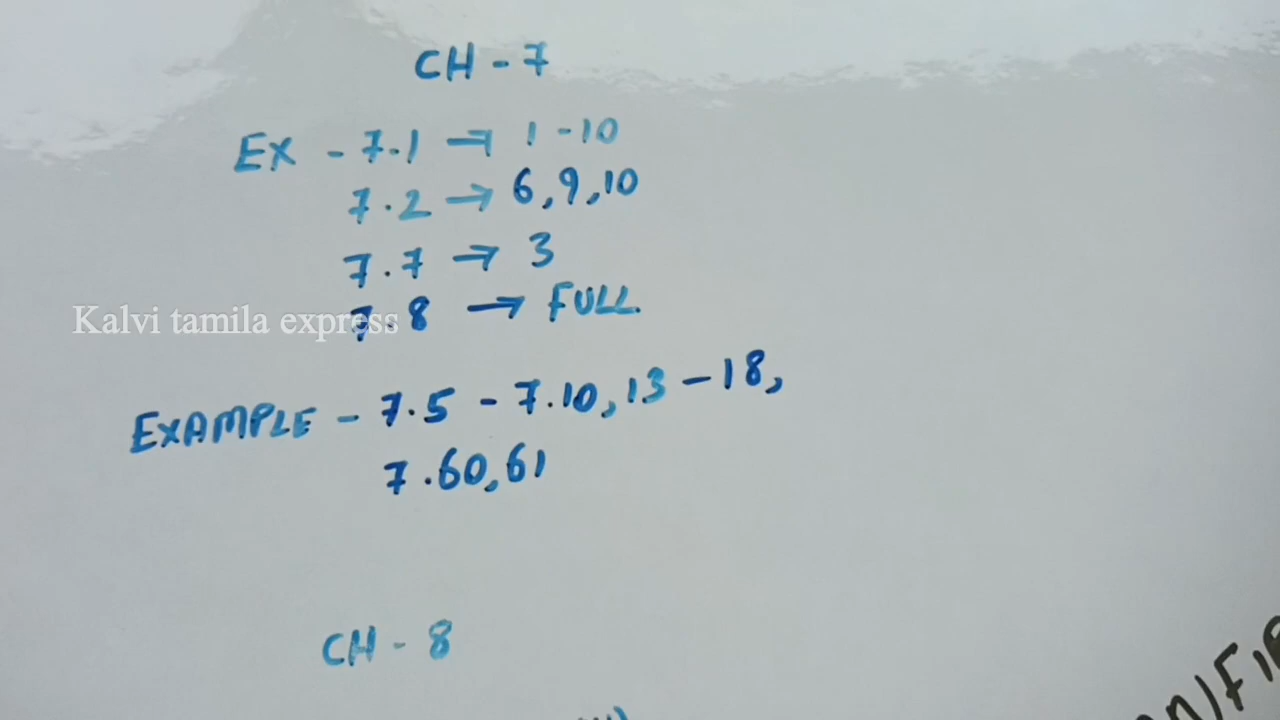 CH - 7
EX - 7.1 → 1 - 10
7.2 → 6, 9, 10
7.7 → 3
7.8 → FULL
Kalvi tamila express
EXAMPLE - 7.5 - 7.10, 13 - 18,
7.60, 61
CH - 8